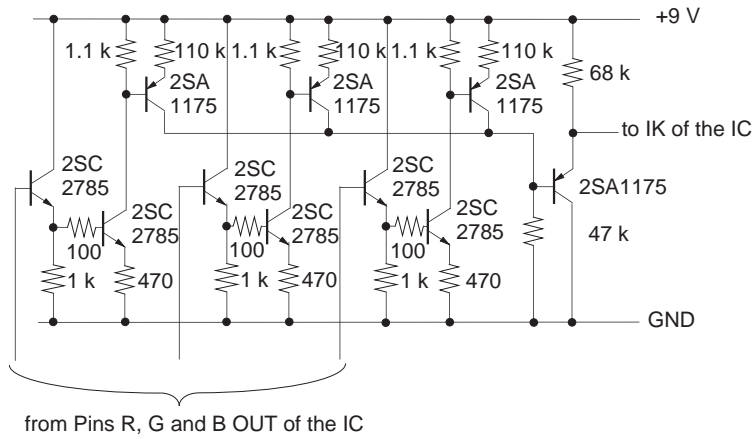 +9 V
1.1 k
110 k
1.1 k
110 k
1.1 k
110 k
68 k
2SA
1175
2SA
1175
2SA
1175
to IK of the IC
2SC
2785
2SC
2785
2SC
2785
2SA1175
2SC
2785
2SC
2785
2SC
2785
100
100
100
47 k
1 k
470
1 k
470
1 k
470
GND
from Pins R, G and B OUT of the IC